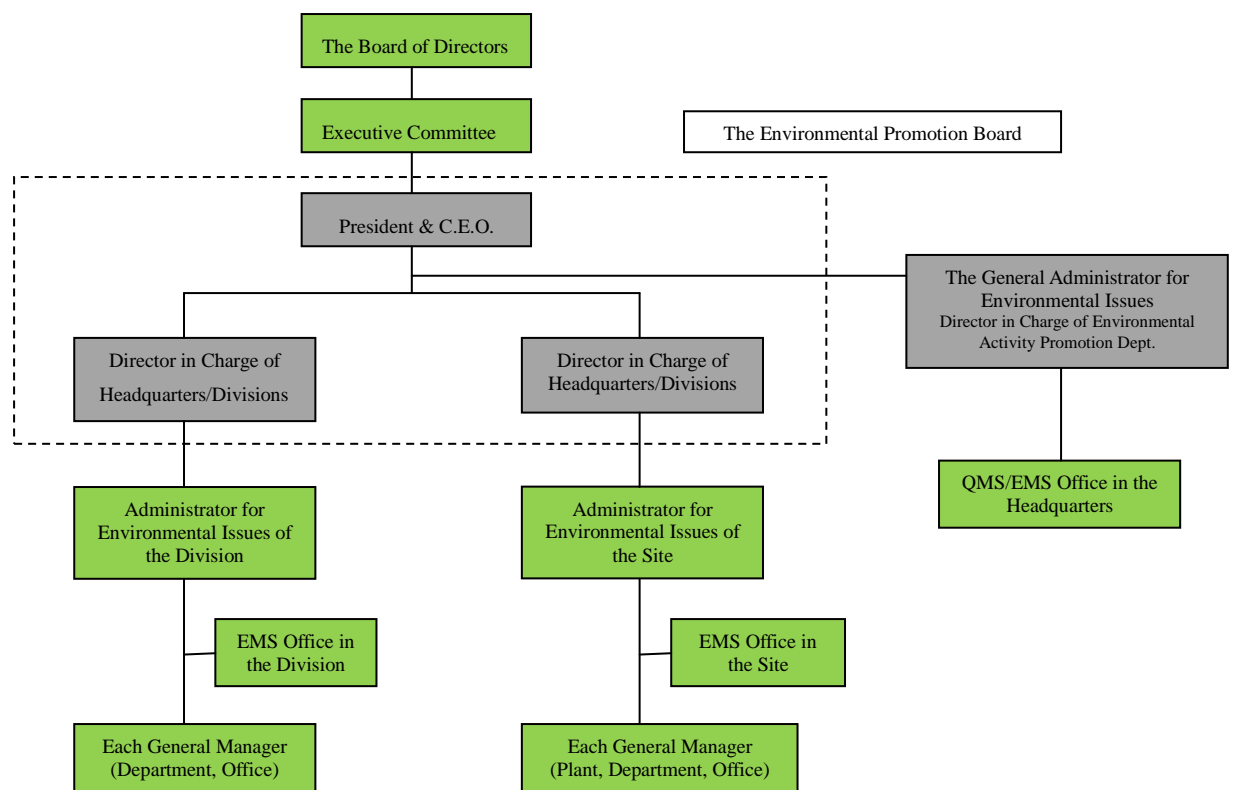 The Board of Directors
Executive Committee
The Environmental Promotion Board
President & C.E.O.
The General Administrator for
Environmental Issues
Director in Charge of Environmental
Activity Promotion Dept.
Director in Charge of
Headquarters/Divisions
Director in Charge of
Headquarters/Divisions
QMS/EMS Office in the
Headquarters
Administrator for
Environmental Issues of
the Division
Administrator for
Environmental Issues of
the Site
EMS Office in
the Division
EMS Office in
the Site
Each General Manager
(Department, Office)
Each General Manager
(Plant, Department, Office)